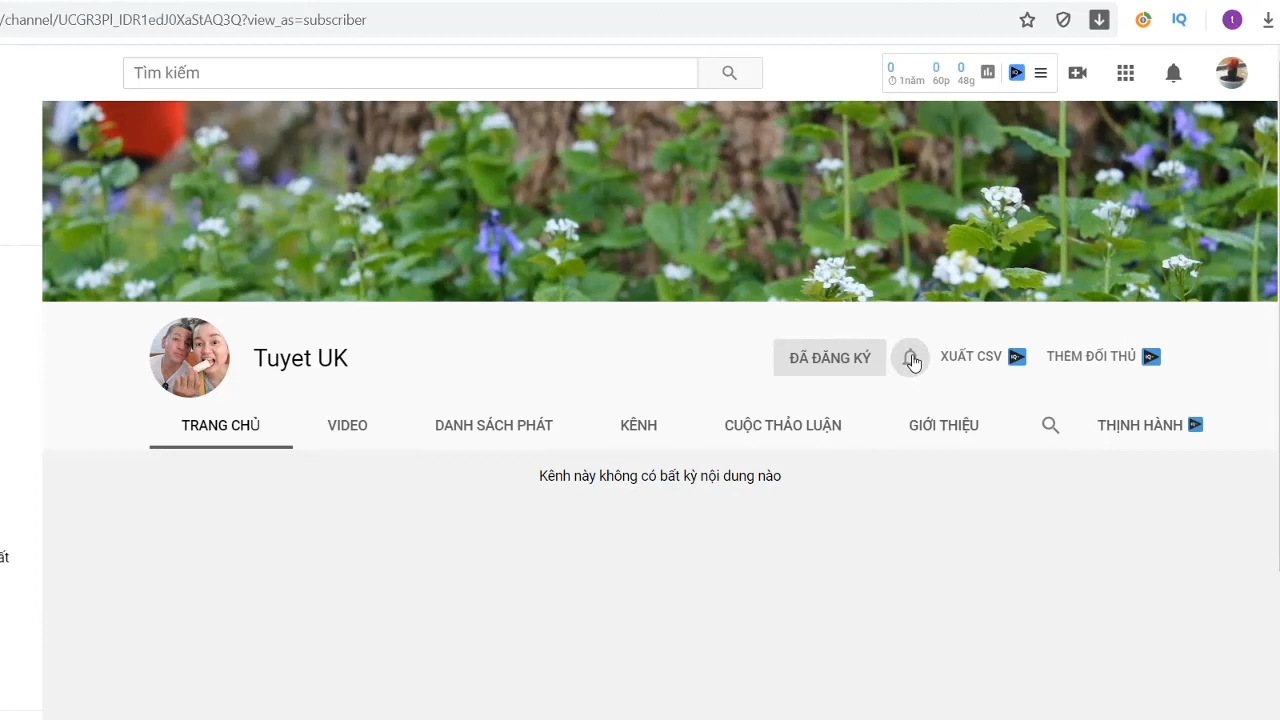 /channel/UCGR3Pl_IDR1edJ0XaStAQ3Q?view_as=subscriber
IQ
t
Tìm kiếm
0 0 0
1năm 60p 48g
Tuyet UK
ĐÃ ĐĂNG KÝ
XUẤT CSV
THÊM ĐỐI THỦ
TRANG CHỦ
VIDEO
DANH SÁCH PHÁT
KÊNH
CUỘC THẢO LUẬN
GIỚI THIỆU
THỊNH HÀNH
Kênh này không có bất kỳ nội dung nào
ất